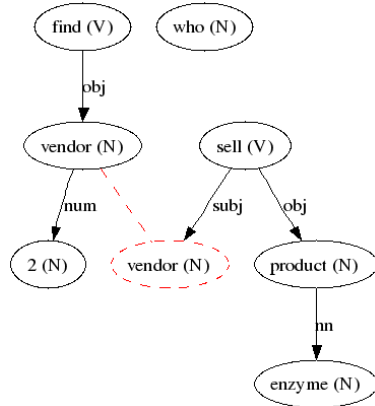 find (V) who (N)
obj
vendor (N) sell (V)
num subj obj
2 (N) vendor (N) product (N)
nn
enzyme (N)